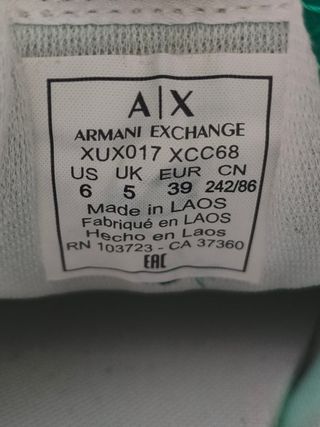 A|X
ARMANI EXCHANGE
XUX017 XCC68
US UK EUR CN
6 5 39 242/86
Made in LAOS
Fabriqué en LAOS
Hecho en Laos
RN 103723 - CA 37360
EAC